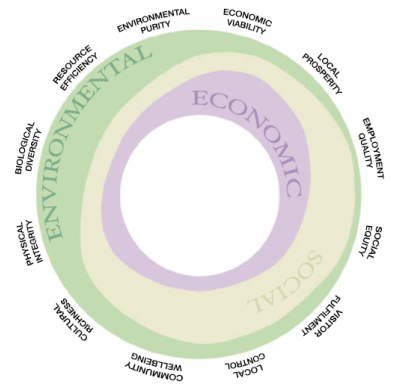 ENVIRONMENTAL
PURITY
ECONOMIC
VIABILITY
LOCAL
PROSPERITY
EMPLOYMENT
QUALITY
SOCIAL
EQUITY
VISITOR
FULFILMENT
LOCAL
CONTROL
COMMUNITY
WELLBEING
CULTURAL
RICHNESS
PHYSICAL
INTEGRITY
BIOLOGICAL
DIVERSITY
RESOURCE
EFFICIENCY
ENVIRONMENTAL
ECONOMIC
SOCIAL